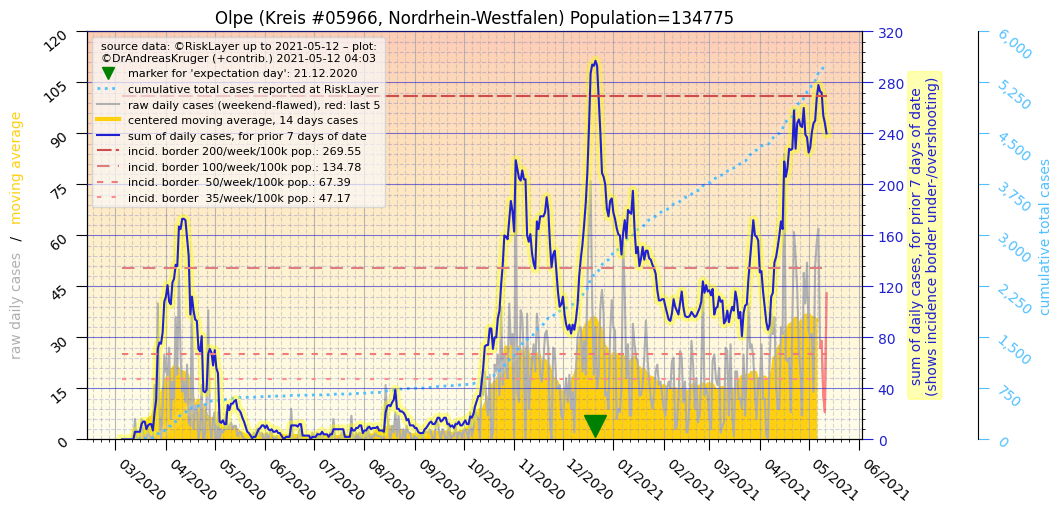 Olpe (Kreis #05966, Nordrhein-Westfalen) Population=134775
source data: ©RiskLayer up to 2021-05-12 – plot:
©DrAndreasKruger (+contrib.) 2021-05-12 04:03
marker for 'expectation day': 21.12.2020
cumulative total cases reported at RiskLayer
raw daily cases (weekend-flawed), red: last 5
centered moving average, 14 days cases
sum of daily cases, for prior 7 days of date
incid. border 200/week/100k pop.: 269.55
incid. border 100/week/100k pop.: 134.78
incid. border  50/week/100k pop.: 67.39
incid. border  35/week/100k pop.: 47.17
raw daily cases / moving average
120
105
90
75
60
45
30
15
0
03/2020
04/2020
05/2020
06/2020
07/2020
08/2020
09/2020
10/2020
11/2020
12/2020
01/2021
02/2021
03/2021
04/2021
05/2021
06/2021
320
280
240
200
160
120
80
40
0
sum of daily cases, for prior 7 days of date
(shows incidence border under-/overshooting)
6,000
5,250
4,500
3,750
3,000
2,250
1,500
750
0
cumulative total cases